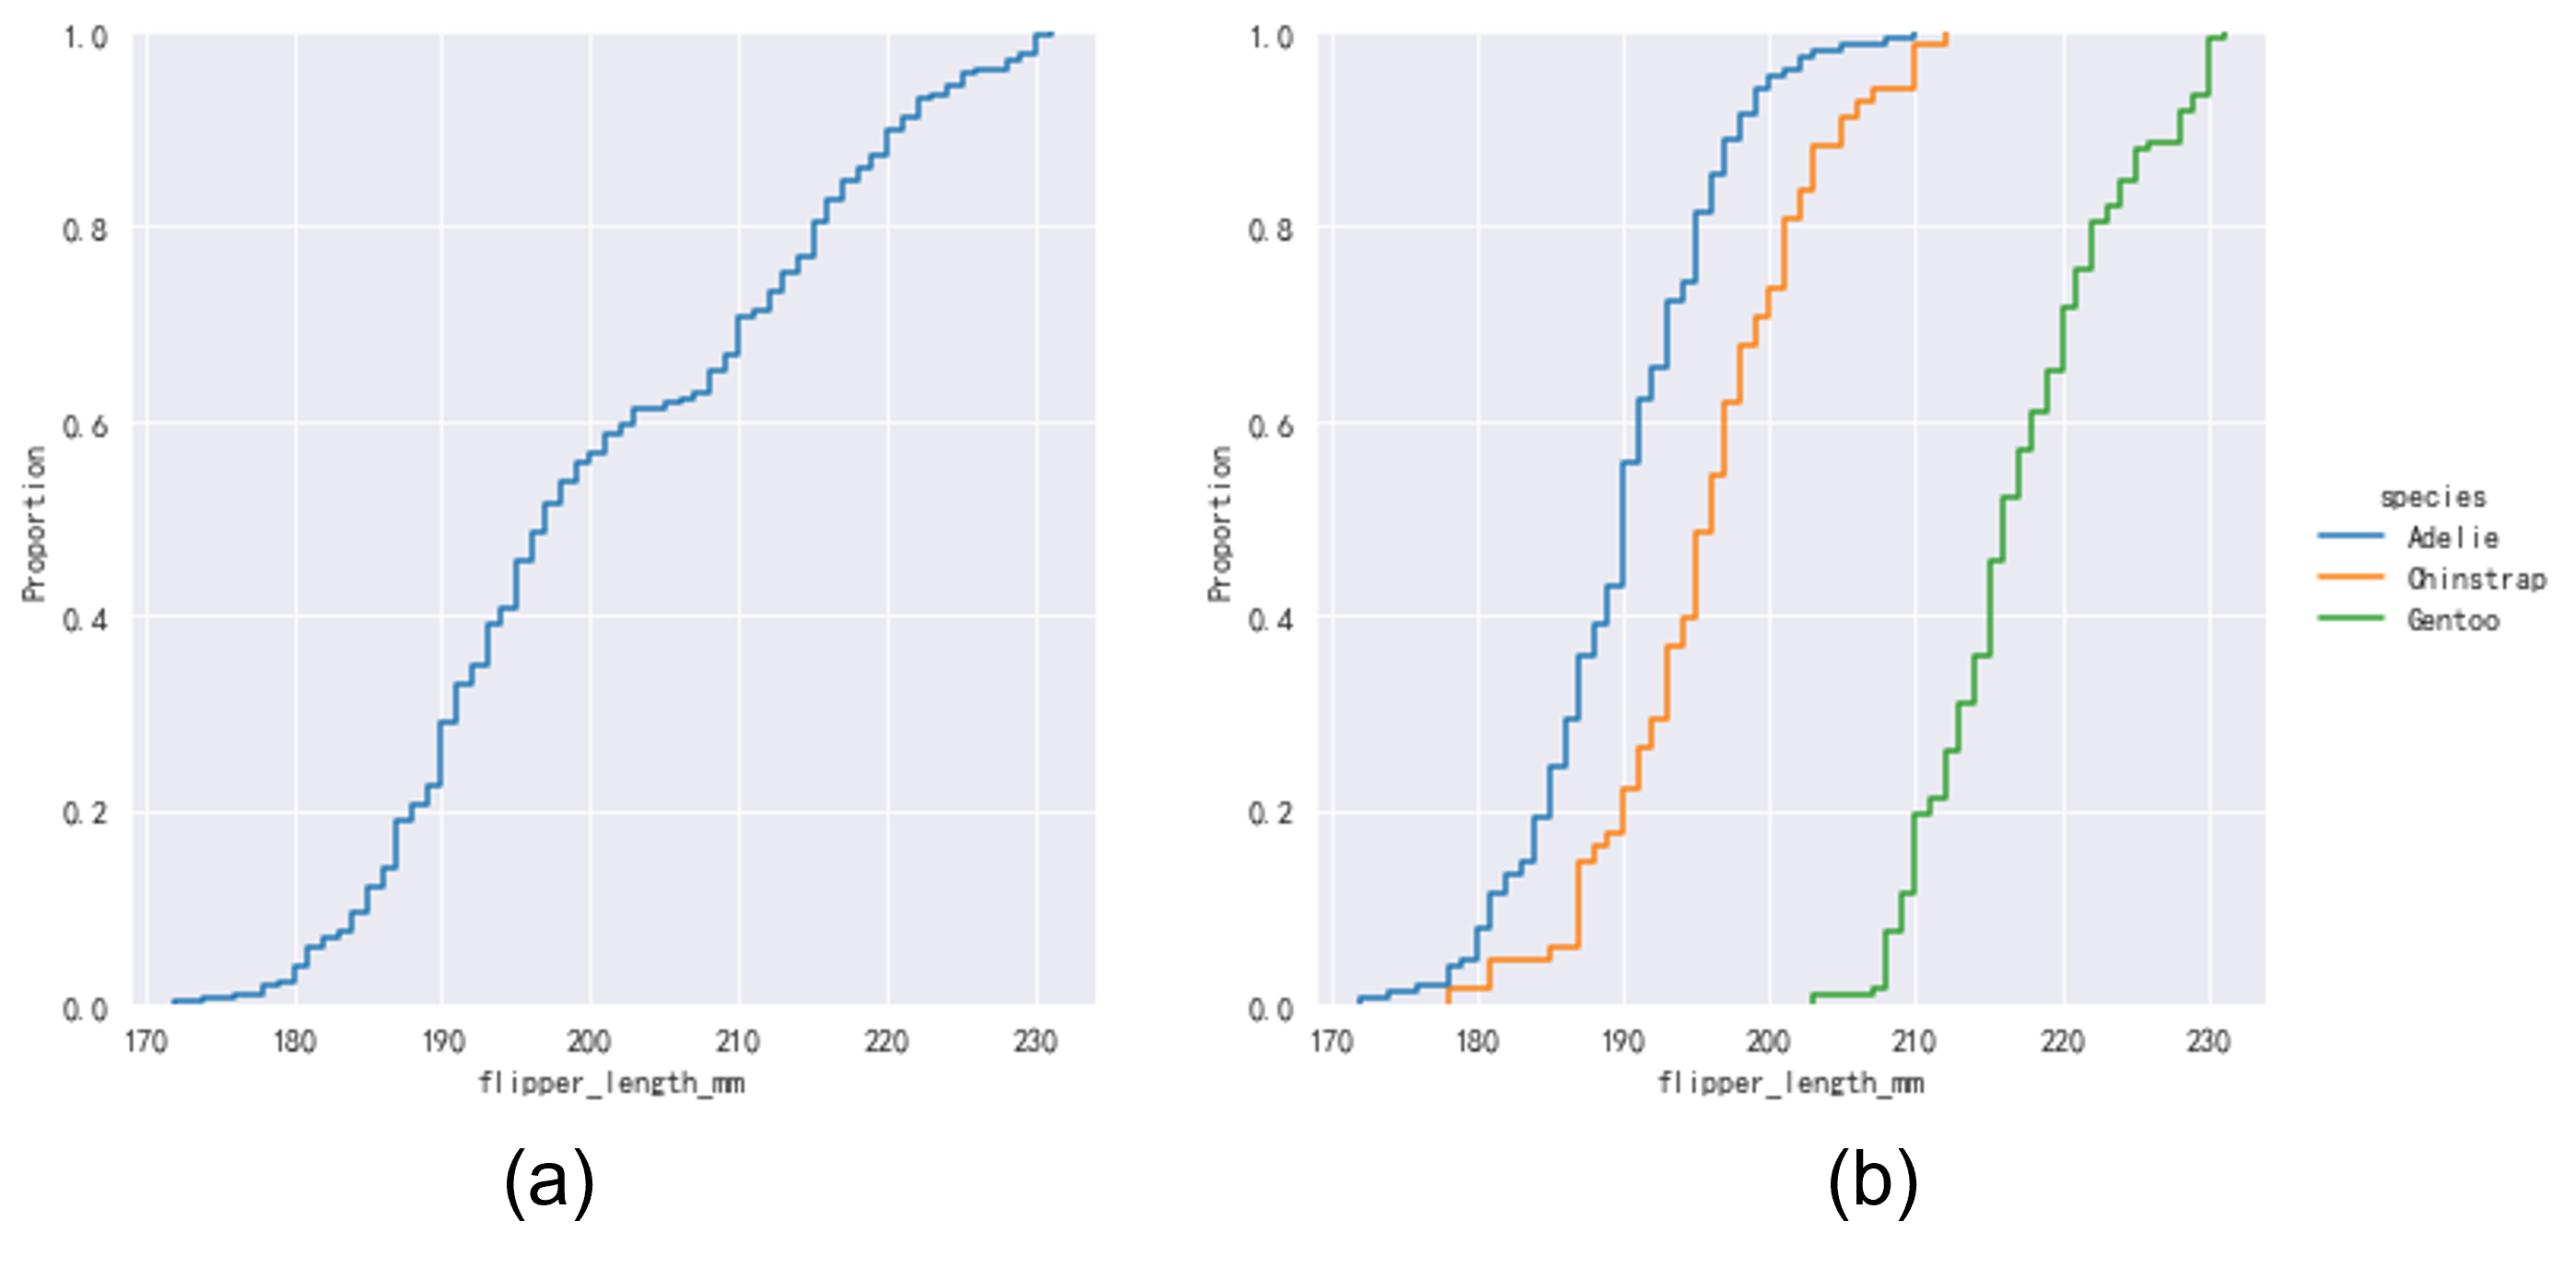 1.0
0.8
0.6
0.4
0.2
0.0
Proportion
170 180 190 200 210 220 230
flipper_length_mm
(a)
1.0
0.8
0.6
0.4
0.2
0.0
Proportion
170 180 190 200 210 220 230
flipper_length_mm
species
Adelie
Chinstrap
Gentoo
(b)